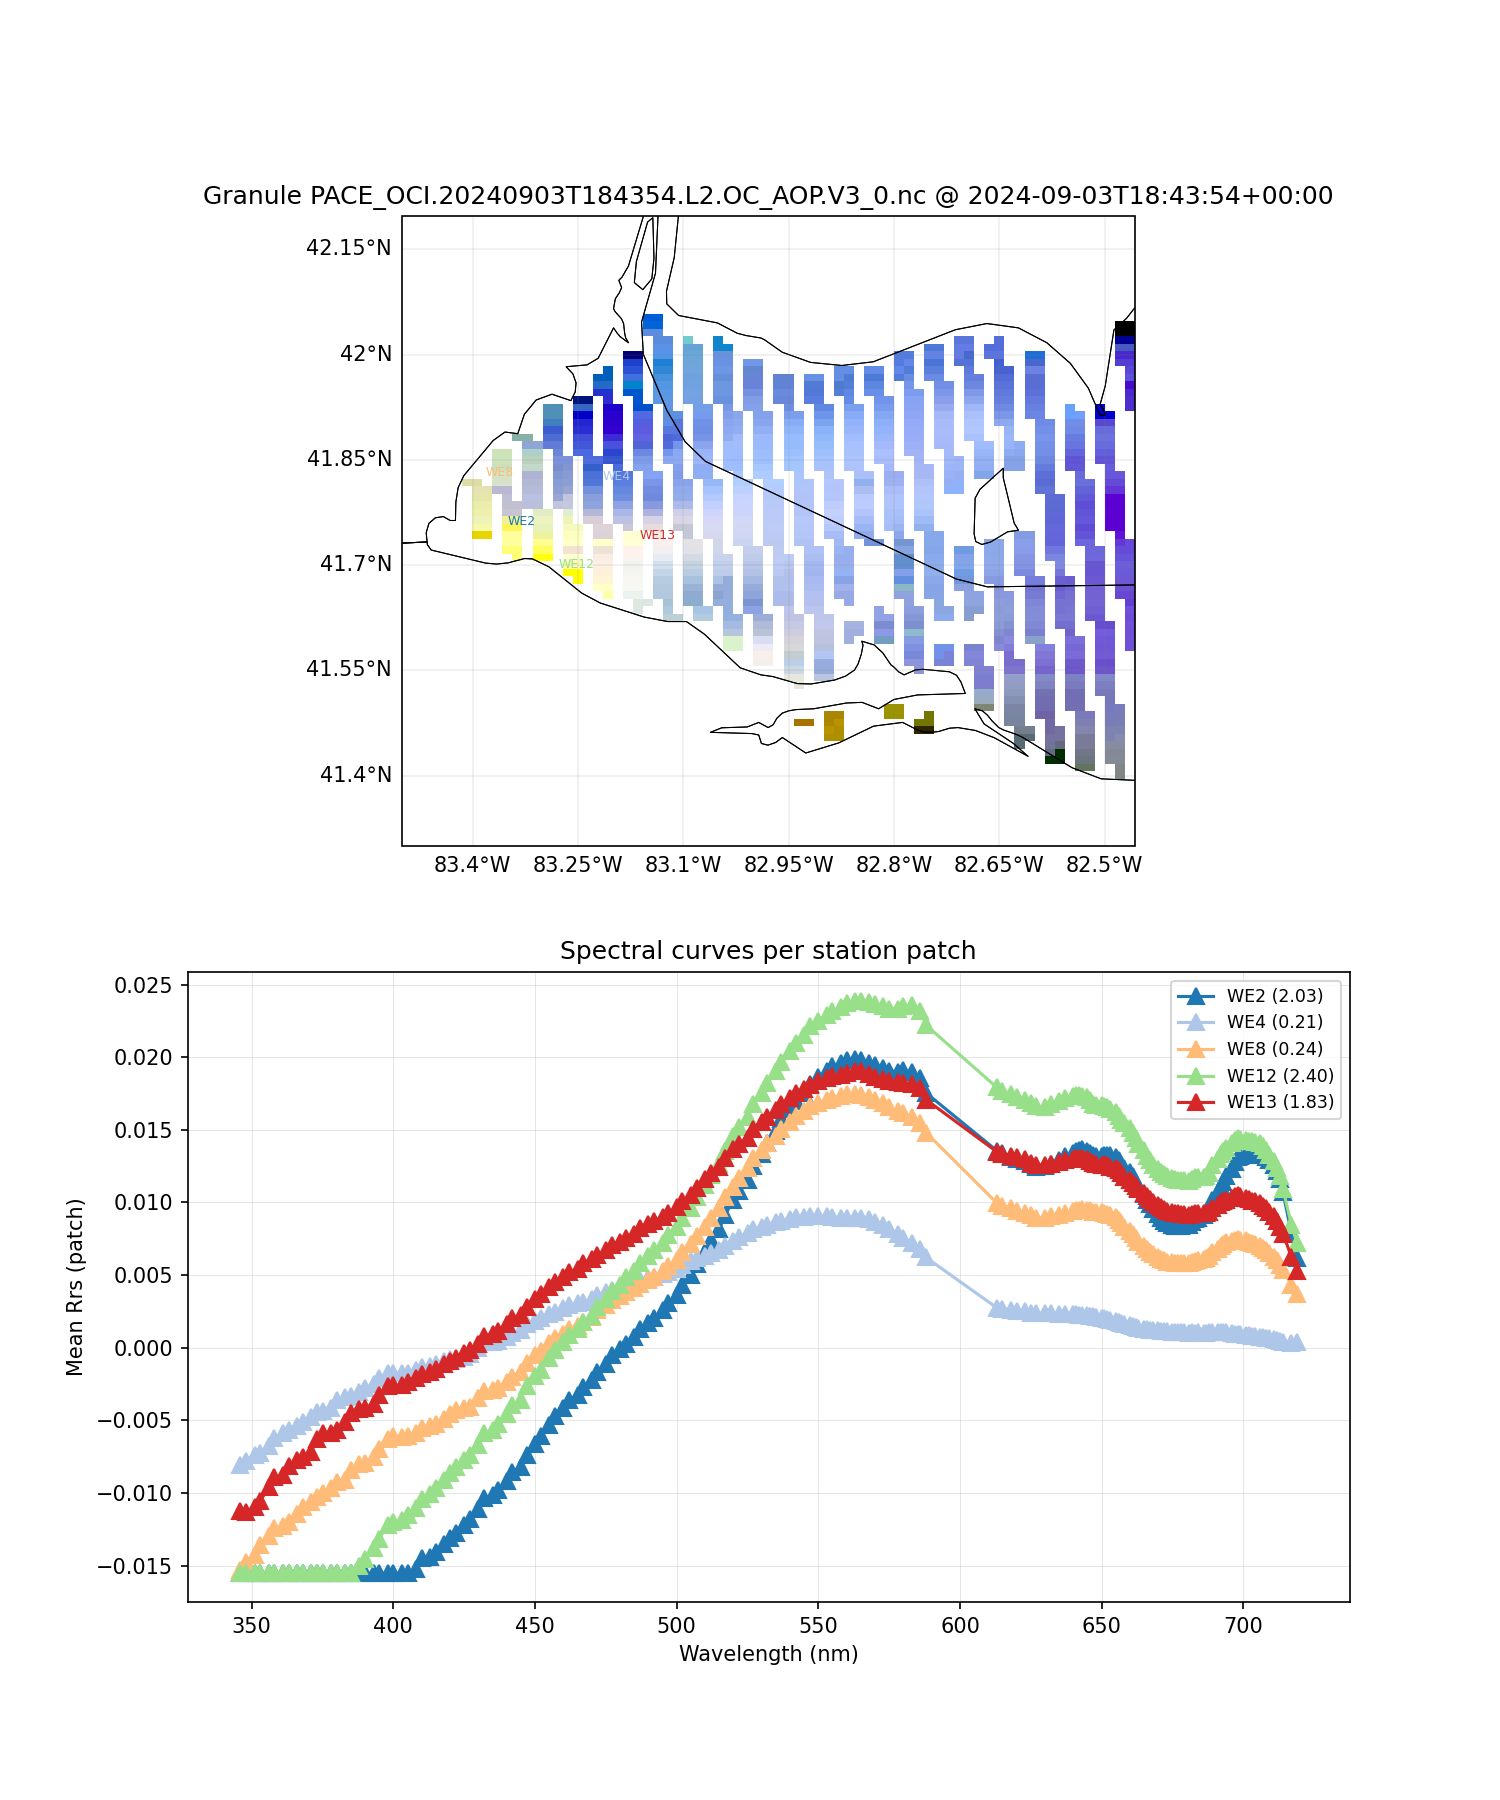 Granule PACE_OCI.20240903T184354.L2.OC_AOP.V3_0.nc @ 2024-09-03T18:43:54+00:00
42.15°N
42°N
41.85°N
41.7°N
41.55°N
41.4°N
WE8
WE4
WE2
WE13
WE12
83.4°W 83.25°W 83.1°W 82.95°W 82.8°W 82.65°W 82.5°W
Spectral curves per station patch
Mean Rrs (patch)
0.025
0.020
0.015
0.010
0.005
0.000
−0.005
−0.010
−0.015
WE2 (2.03)
WE4 (0.21)
WE8 (0.24)
WE12 (2.40)
WE13 (1.83)
350 400 450 500 550 600 650 700
Wavelength (nm)